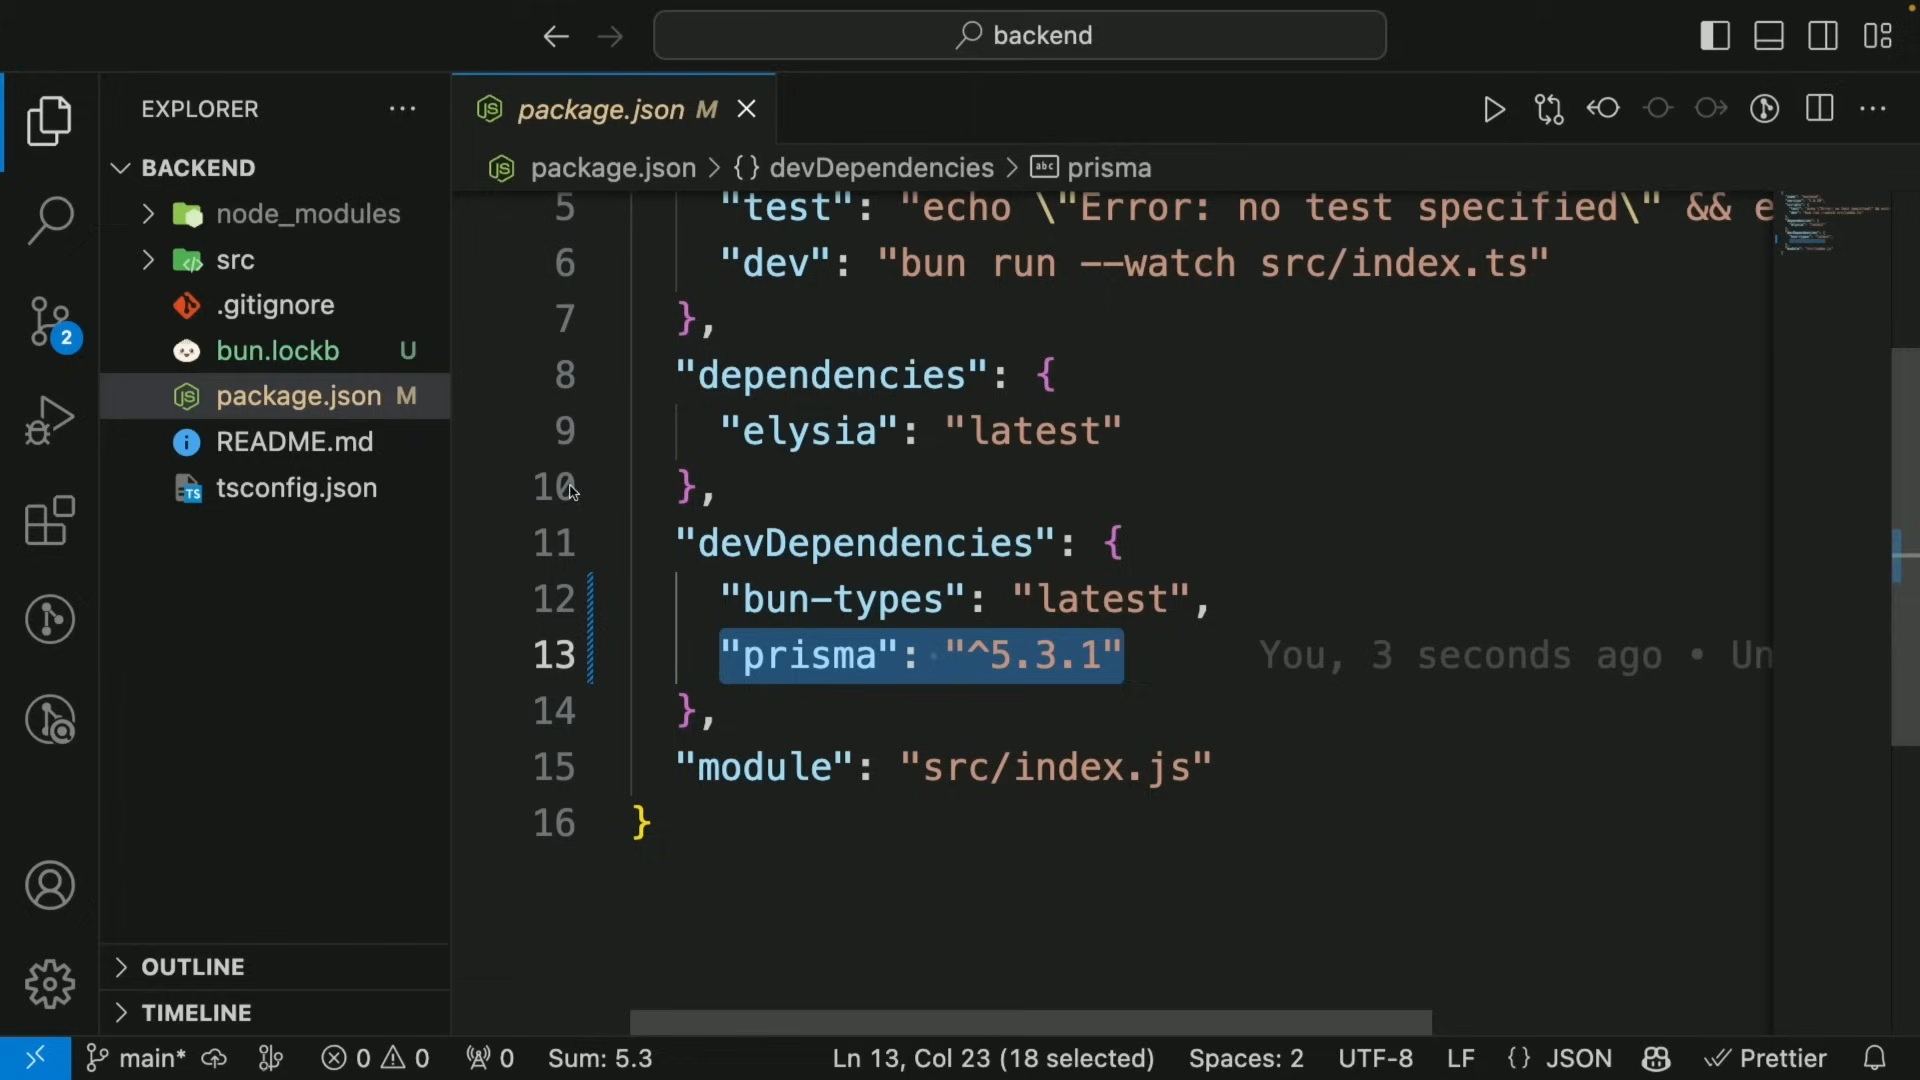 backend
EXPLORER
package.json M
BACKEND
package.json > {} devDependencies > abc prisma
node_modules
src
.gitignore
2
bun.lockb U
package.json M
README.md
tsconfig.json
5 "test": "echo \"Error: no test specified\" && e
6 "dev": "bun run --watch src/index.ts"
7 },
8 "dependencies": {
9 "elysia": "latest"
10 },
11 "devDependencies": {
12 "bun-types": "latest",
13 "prisma": "^5.3.1" You, 3 seconds ago • Un
14 },
15 "module": "src/index.js"
16 }
OUTLINE
TIMELINE
main* 0 0 0 Sum: 5.3 Ln 13, Col 23 (18 selected) Spaces: 2 UTF-8 LF {} JSON Prettier